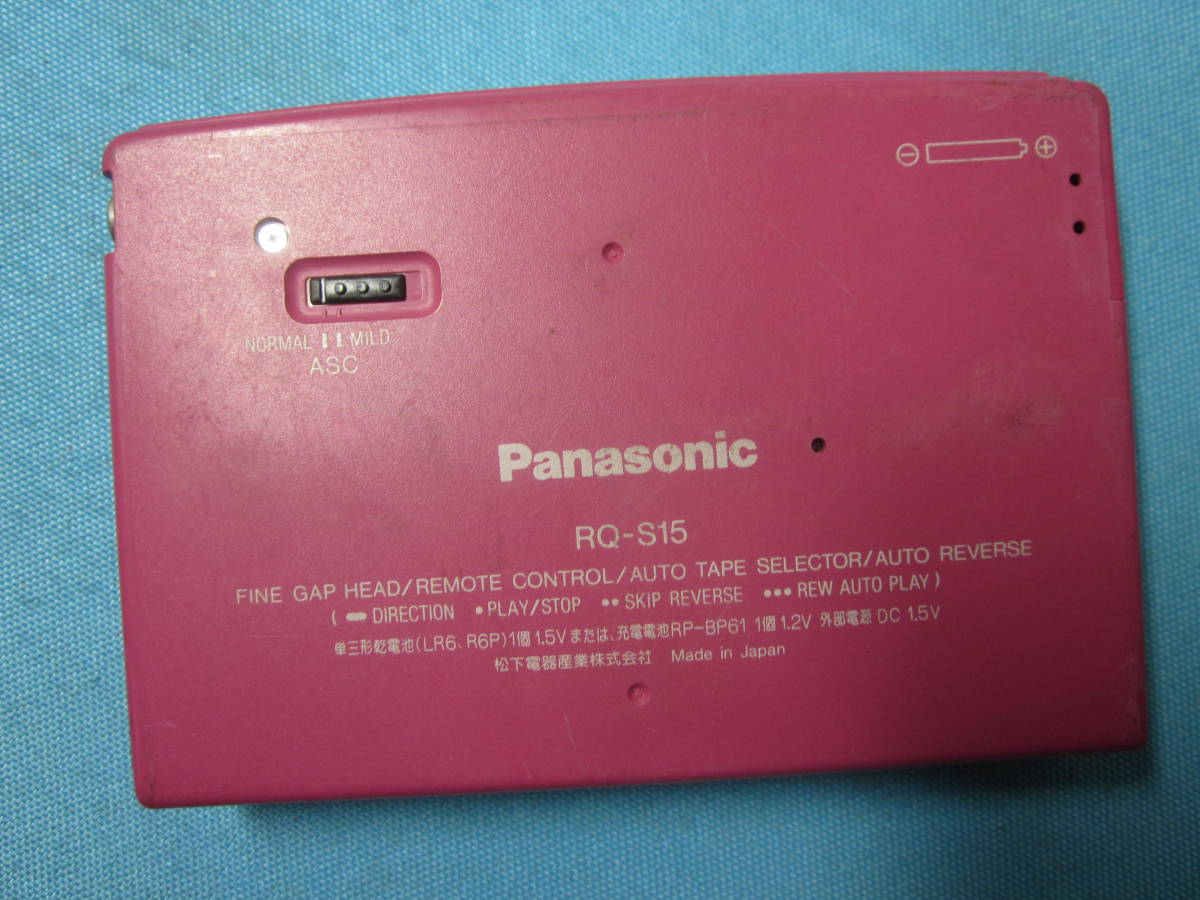 ⊖ ⊕
NORMAL MILD
ASC
Panasonic
RQ-S15
FINE GAP HEAD/REMOTE CONTROL/AUTO TAPE SELECTOR/AUTO REVERSE
( DIRECTION •PLAY/STOP ••SKIP REVERSE •••REW AUTO PLAY)
単三形乾電池(LR6、R6P)1個 1.5Vまたは、充電電池RP-BP61 1個 1.2V 外部電源 DC 1.5V
松下電器産業株式会社 Made in Japan